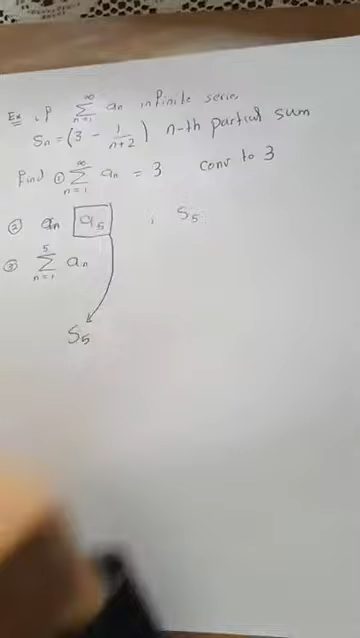 Ex if ∞ Σ n=1 an infinite serie.
Sn = (3 - 1/(n+2)) n-th partial sum
Find ① ∞ Σ n=1 an = 3 conv to 3
② an a5 , S5
③ 5 Σ n=1 an
S5